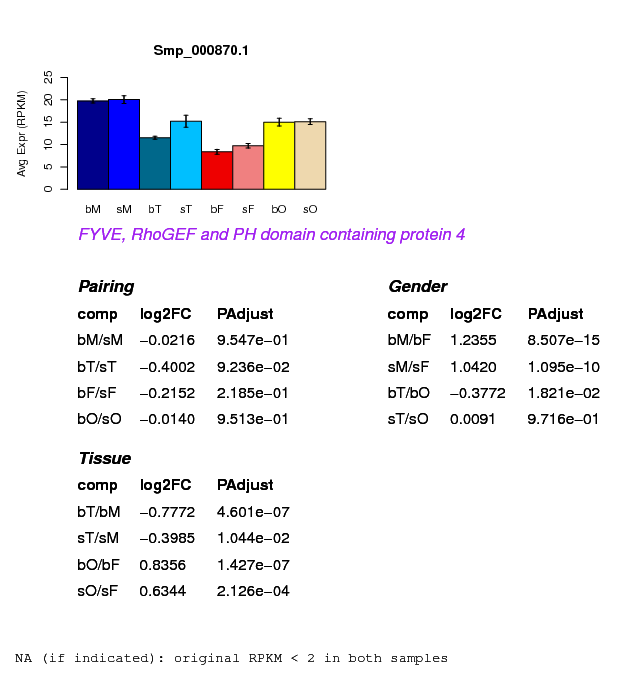 Smp_000870.1
Avg Expr (RPKM)
25
20
15
10
5
0
bM sM bT sT bF sF bO sO
FYVE, RhoGEF and PH domain containing protein 4
Pairing
comp log2FC PAdjust
bM/sM −0.0216 9.547e−01
bT/sT −0.4002 9.236e−02
bF/sF −0.2152 2.185e−01
bO/sO −0.0140 9.513e−01
Gender
comp log2FC PAdjust
bM/bF 1.2355 8.507e−15
sM/sF 1.0420 1.095e−10
bT/bO −0.3772 1.821e−02
sT/sO 0.0091 9.716e−01
Tissue
comp log2FC PAdjust
bT/bM −0.7772 4.601e−07
sT/sM −0.3985 1.044e−02
bO/bF 0.8356 1.427e−07
sO/sF 0.6344 2.126e−04
NA (if indicated): original RPKM < 2 in both samples